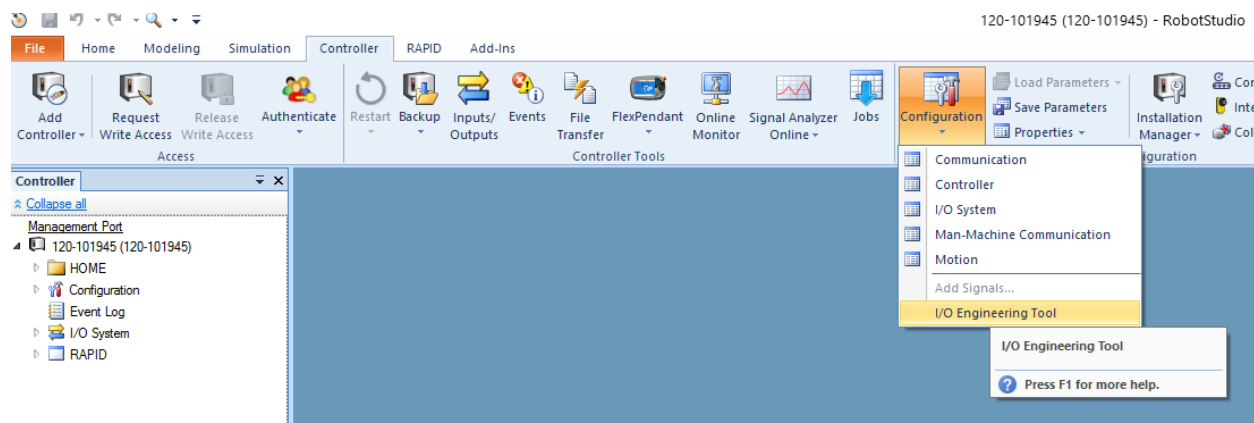 120-101945 (120-101945) - RobotStudio
File Home Modeling Simulation Controller RAPID Add-Ins
Add Controller
Request Write Access
Release Write Access
Authenticate
Access
Restart
Backup
Inputs/ Outputs
Events
File Transfer
FlexPendant
Online Monitor
Signal Analyzer Online
Jobs
Controller Tools
Configuration
Load Parameters
Save Parameters
Properties
Installation Manager
Con
Inte
Col
iguration
Communication
Controller
I/O System
Man-Machine Communication
Motion
Add Signals...
I/O Engineering Tool
I/O Engineering Tool
Press F1 for more help.
Controller
Collapse all
Management Port
120-101945 (120-101945)
HOME
Configuration
Event Log
I/O System
RAPID